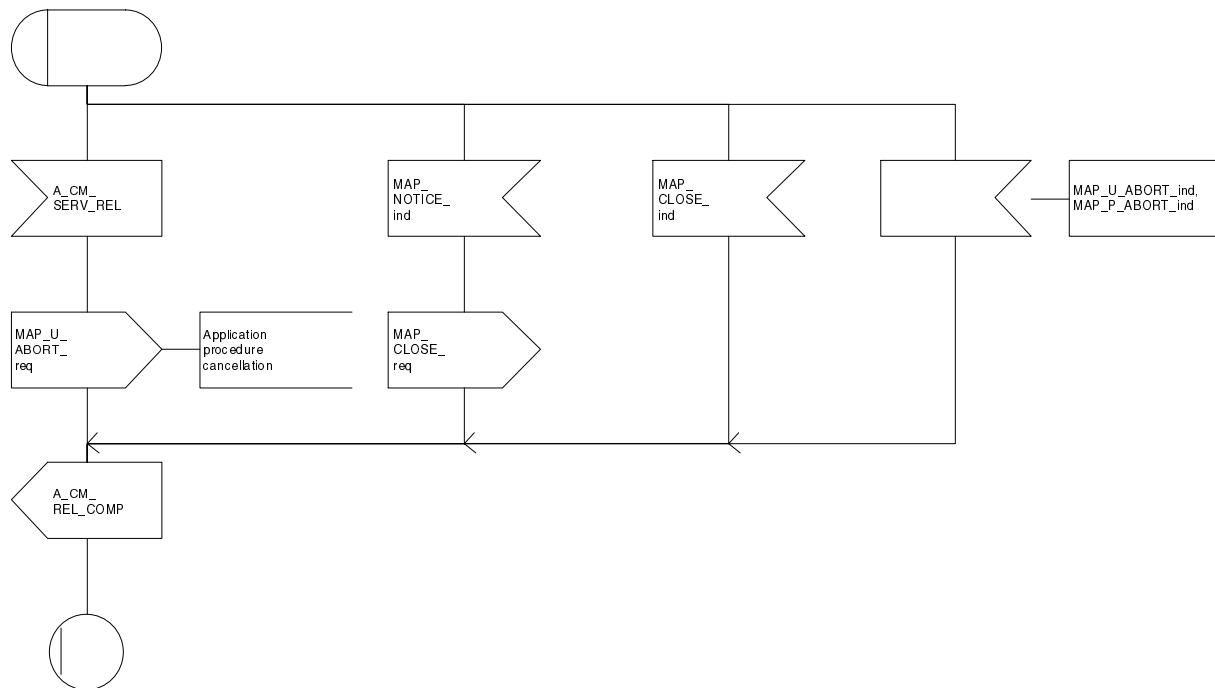 A_CM_
SERV_REL
MAP_
NOTICE_
ind
MAP_
CLOSE_
ind
MAP_U_ABORT_ind,
MAP_P_ABORT_ind
MAP_U_
ABORT_
req
Application
procedure
cancellation
MAP_
CLOSE_
req
A_CM_
REL_COMP